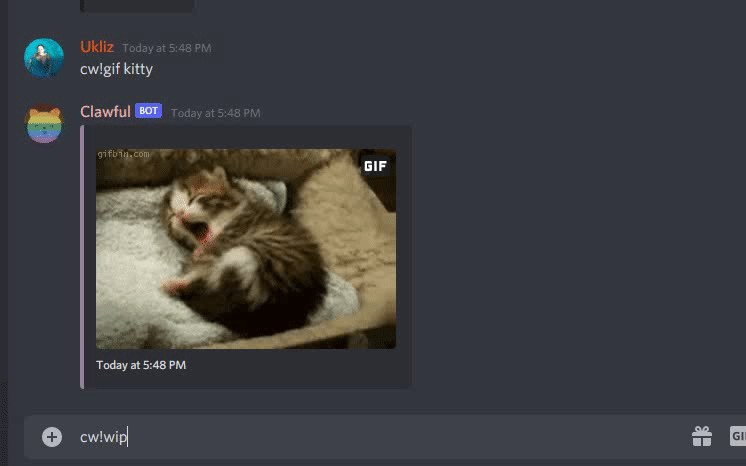 Ukliz Today at 5:48 PM
cw!gif kitty
Clawful BOT Today at 5:48 PM
gifbin.com
GIF
Today at 5:48 PM
cw!wip